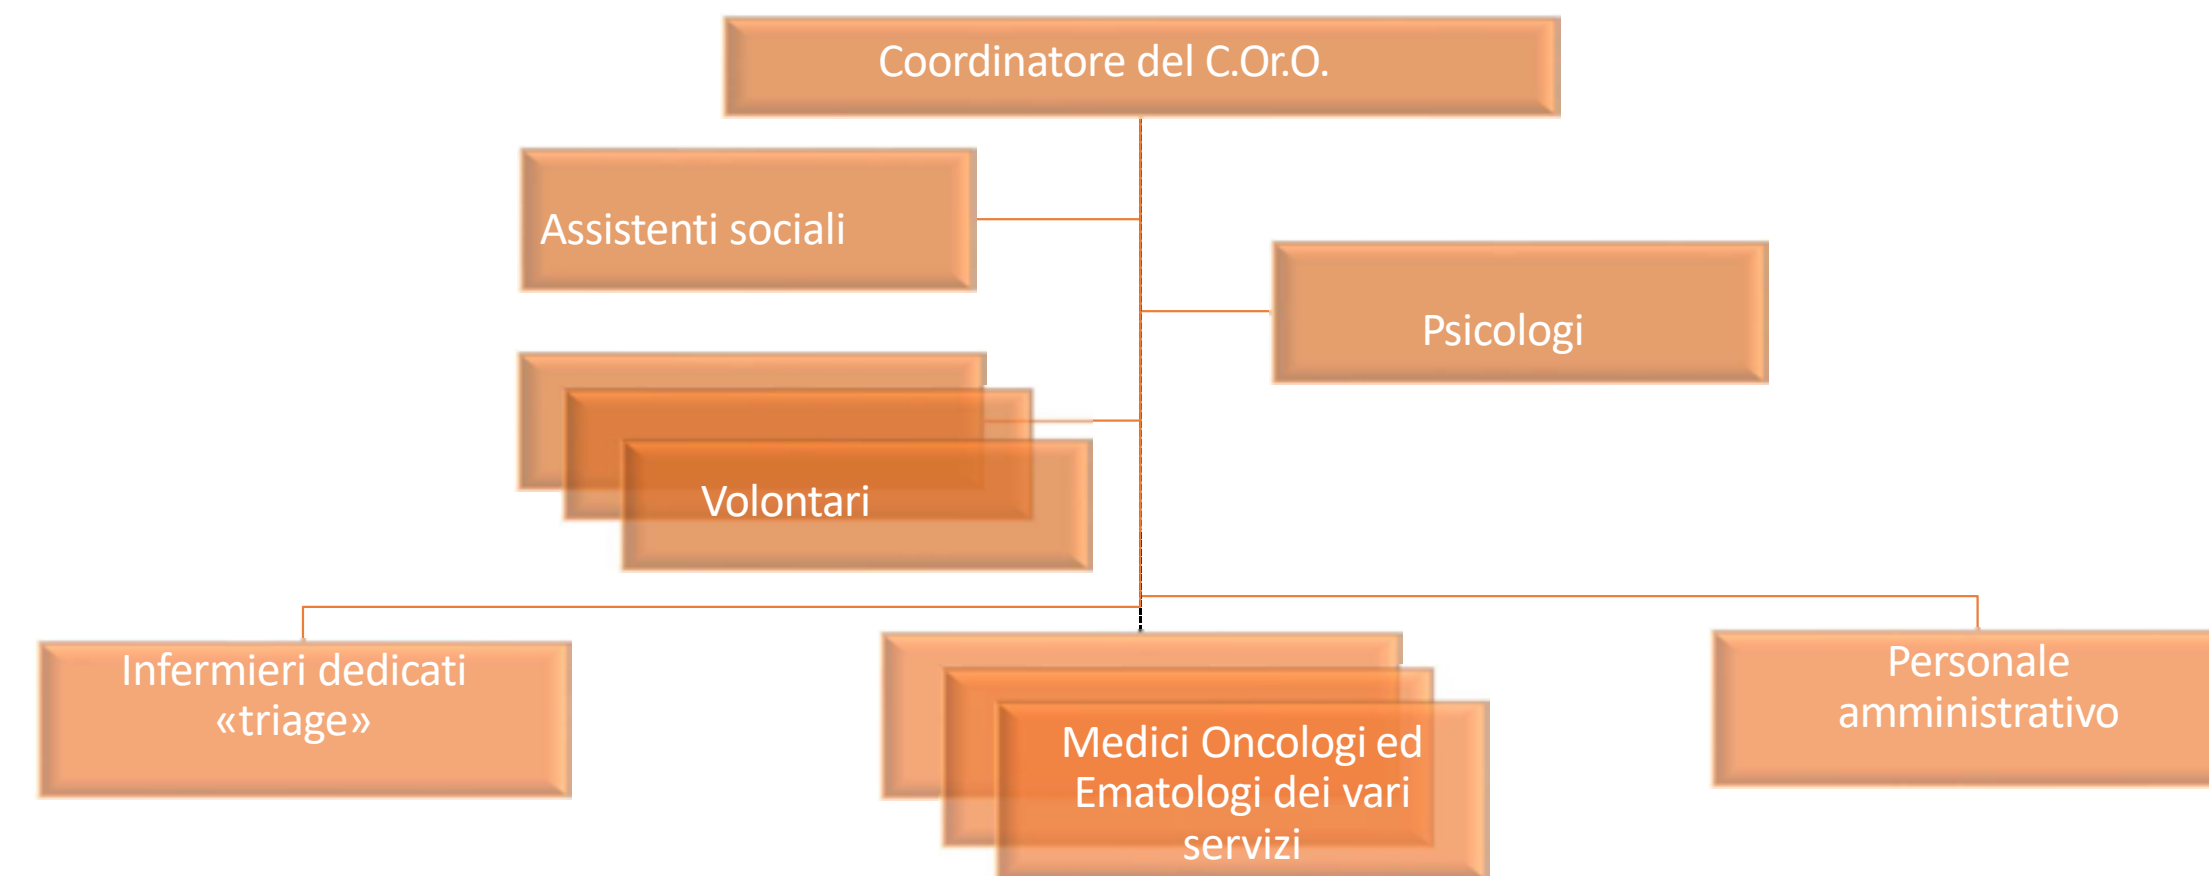 Coordinatore del C.Or.O.
Assistenti sociali
Psicologi
Volontari
Infermieri dedicati
«triage»
Medici Oncologi ed
Ematologi dei vari
servizi
Personale
amministrativo